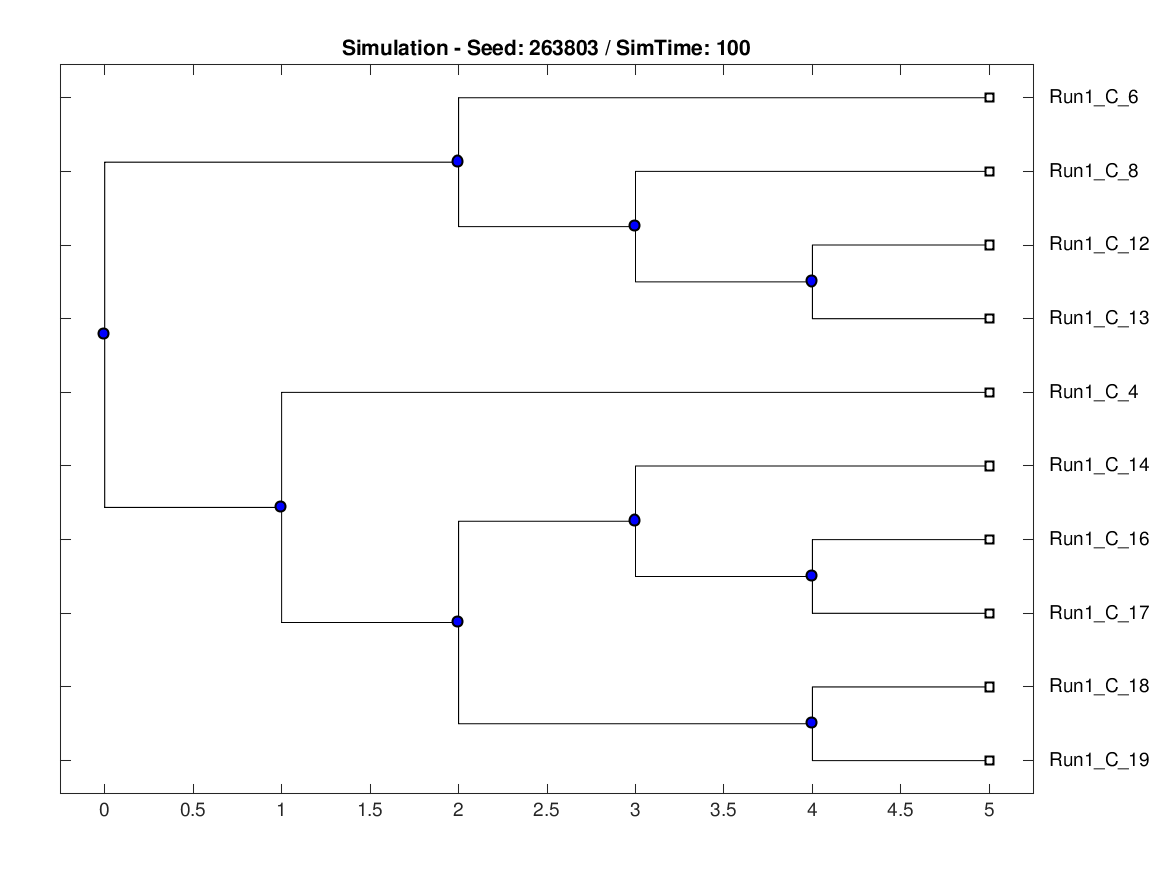 Simulation - Seed: 263803 / SimTime: 100
Run1_C_6
Run1_C_8
Run1_C_12
Run1_C_13
Run1_C_4
Run1_C_14
Run1_C_16
Run1_C_17
Run1_C_18
Run1_C_19
0 0.5 1 1.5 2 2.5 3 3.5 4 4.5 5